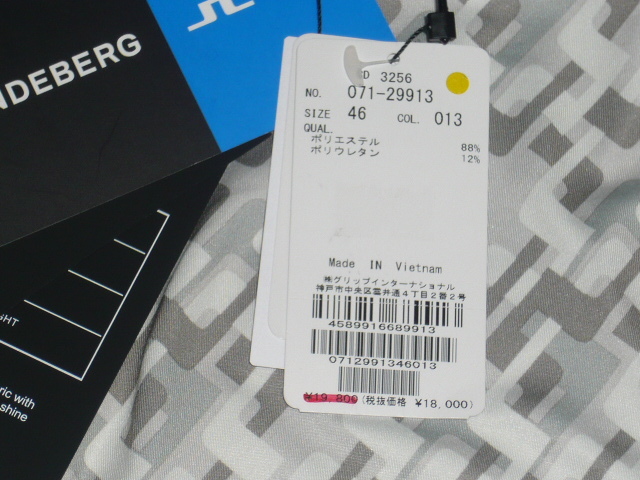 NDEBERG
D 3256
NO. 071-29913
SIZE 46 COL. 013
QUAL.
ポリエステル 88%
ポリウレタン 12%
Made IN Vietnam
㈱グリップインターナショナル
神戸市中央区雲井通4丁目2番2号
4589916689913
0712991346013
¥19,800(税抜価格 ¥18,000)
GHT
ric with
shine